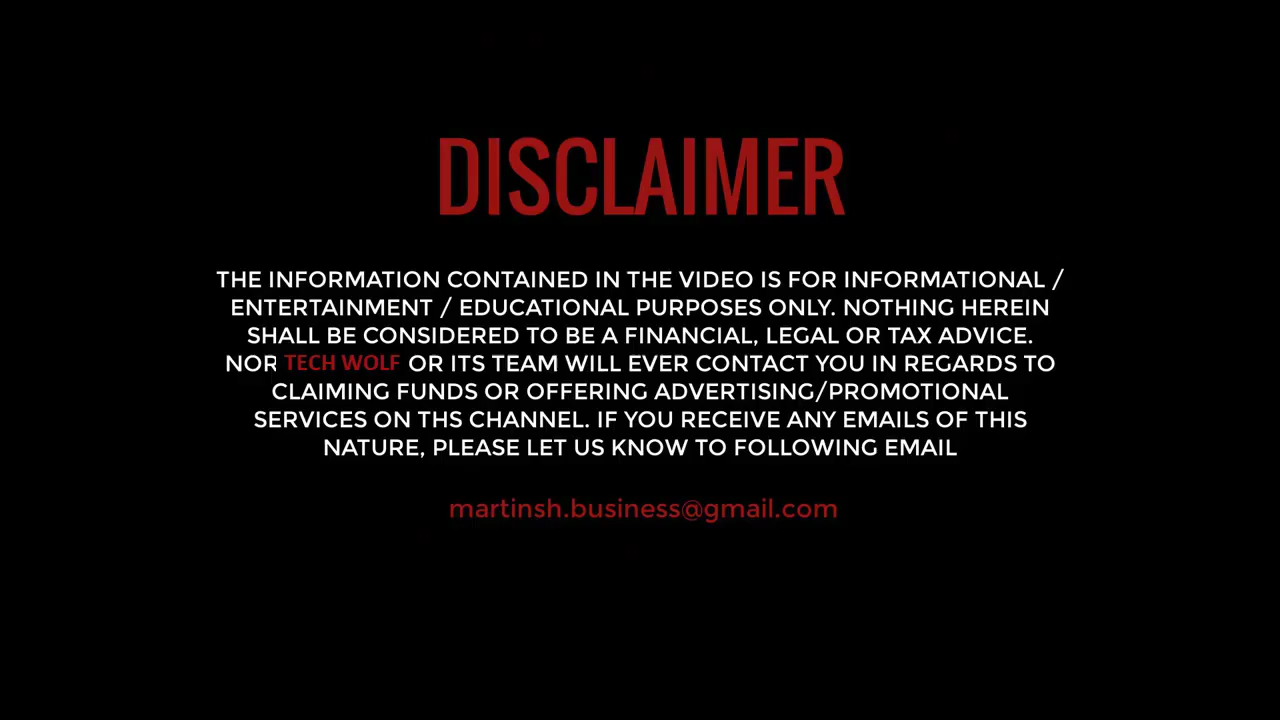 DISCLAIMER
THE INFORMATION CONTAINED IN THE VIDEO IS FOR INFORMATIONAL /
ENTERTAINMENT / EDUCATIONAL PURPOSES ONLY. NOTHING HEREIN
SHALL BE CONSIDERED TO BE A FINANCIAL, LEGAL OR TAX ADVICE.
NOR TECH WOLF OR ITS TEAM WILL EVER CONTACT YOU IN REGARDS TO
CLAIMING FUNDS OR OFFERING ADVERTISING/PROMOTIONAL
SERVICES ON THS CHANNEL. IF YOU RECEIVE ANY EMAILS OF THIS
NATURE, PLEASE LET US KNOW TO FOLLOWING EMAIL
martinsh.business@gmail.com